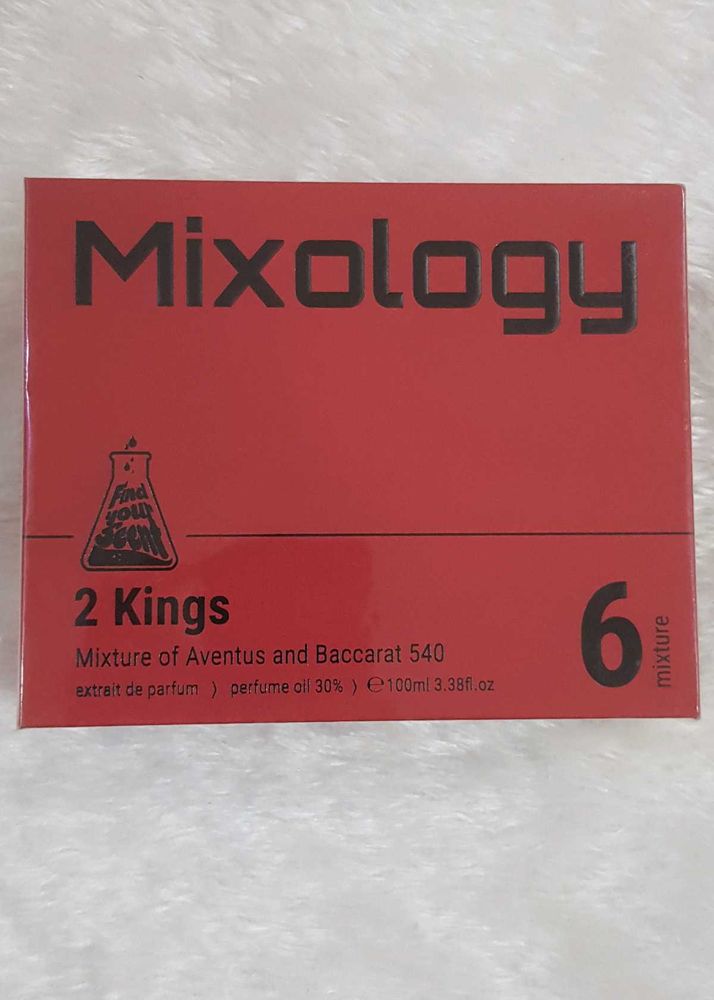 Mixology
Find
your
Scent
2 Kings
Mixture of Aventus and Baccarat 540
extrait de parfum ⟩ perfume oil 30% ⟩ ℮100ml 3.38fl.oz
6
mixture